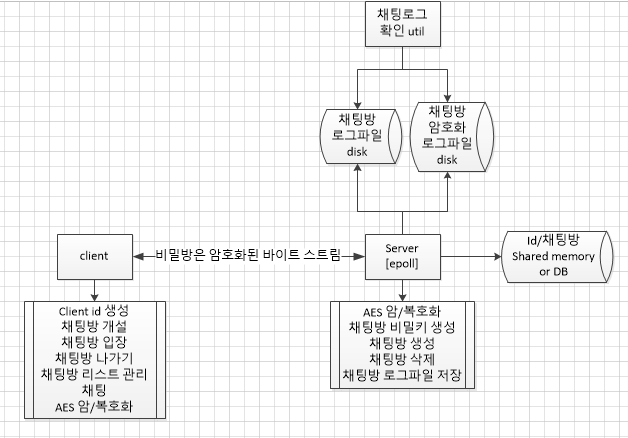 채팅로그
확인 util
채팅방
로그파일
disk
채팅방
암호화
로그파일
disk
client
비밀방은 암호화된 바이트 스트림
Server
[epoll]
Id/채팅방
Shared memory
or DB
Client id 생성
채팅방 개설
채팅방 입장
채팅방 나가기
채팅방 리스트 관리
채팅
AES 암/복호화
AES 암/복호화
채팅방 비밀키 생성
채팅방 생성
채팅방 삭제
채팅방 로그파일 저장